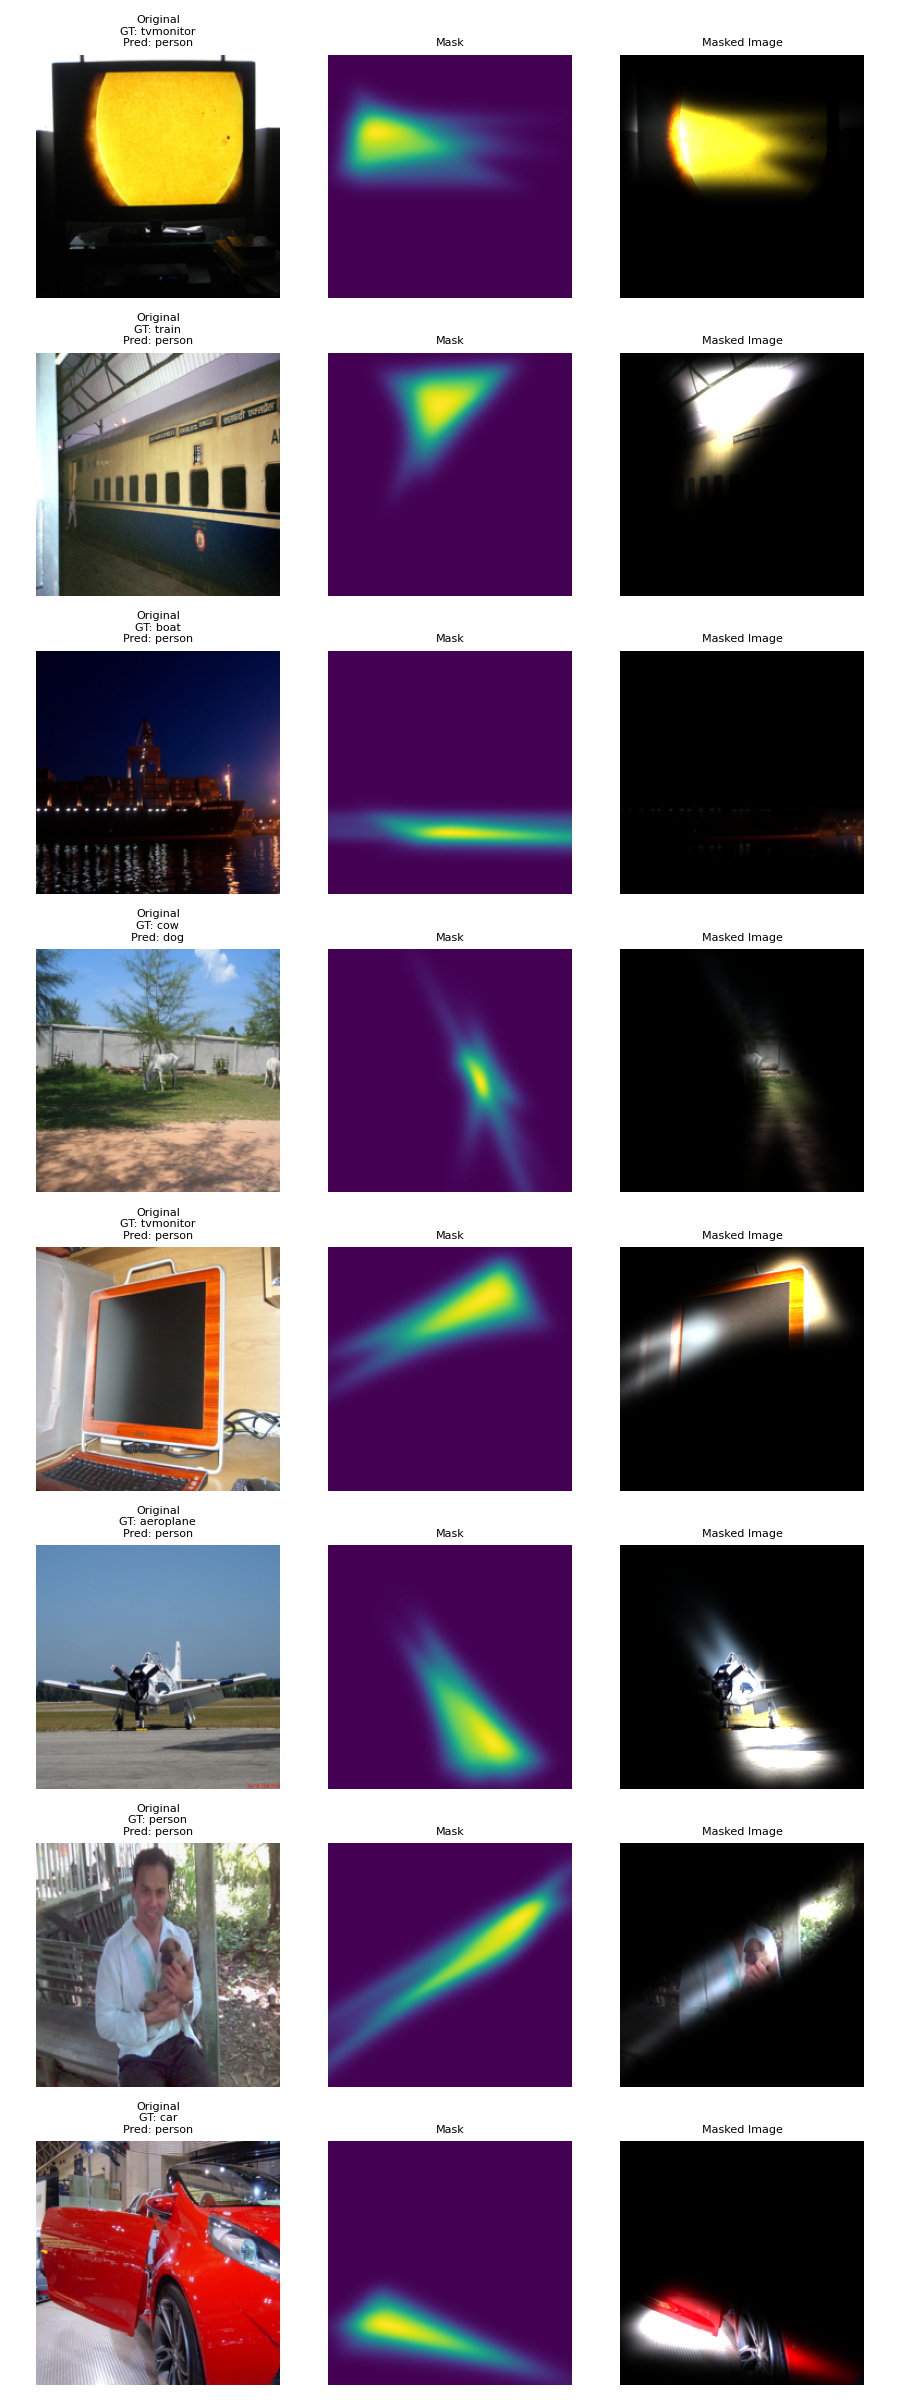 Original
GT: tvmonitor
Pred: person
Mask
Masked Image
Original
GT: train
Pred: person
Mask
Masked Image
Original
GT: boat
Pred: person
Mask
Masked Image
Original
GT: cow
Pred: dog
Mask
Masked Image
Original
GT: tvmonitor
Pred: person
Mask
Masked Image
Original
GT: aeroplane
Pred: person
Mask
Masked Image
Original
GT: person
Pred: person
Mask
Masked Image
Original
GT: car
Pred: person
Mask
Masked Image